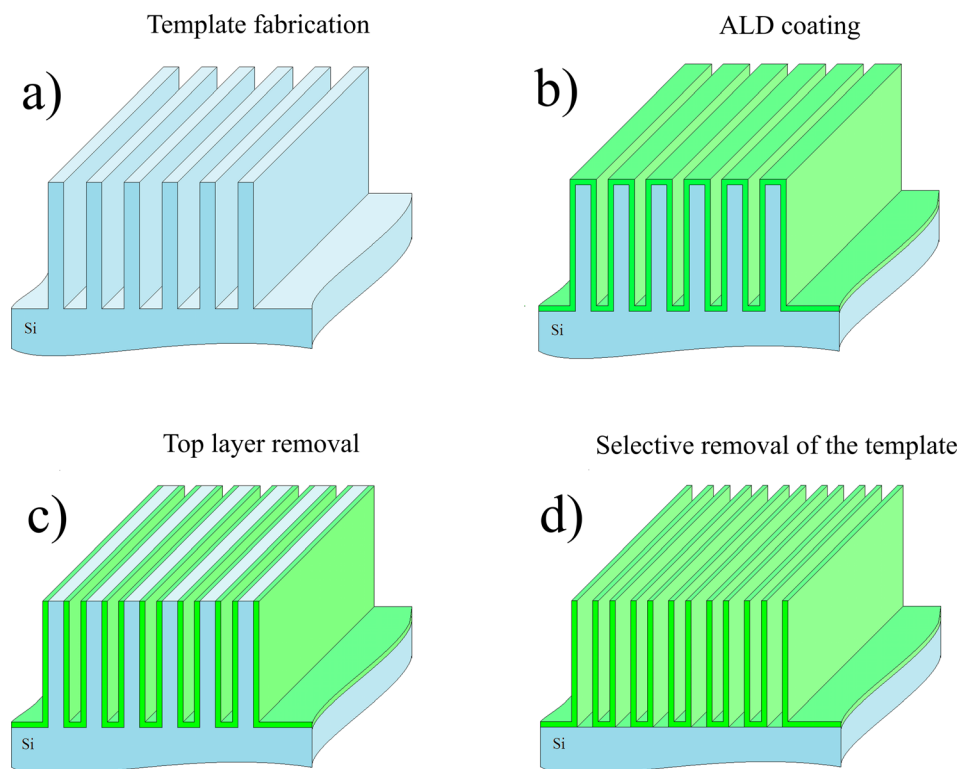 Template fabrication
ALD coating
a)
b)
Si
Si
Top layer removal
Selective removal of the template
c)
d)
Si
Si